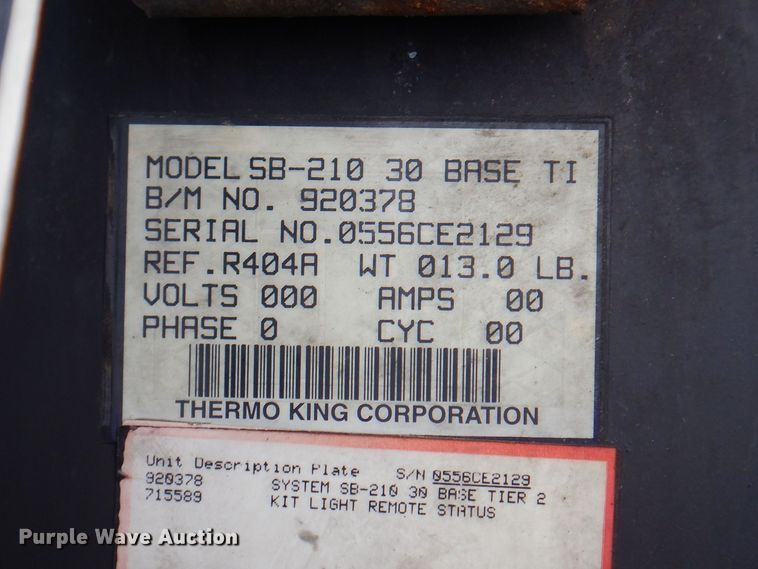 MODEL SB-210 30 BASE TI
B/M NO. 920378
SERIAL NO. 0556CE2129
REF. R404A WT 013.0 LB.
VOLTS 000 AMPS 00
PHASE 0 CYC 00
THERMO KING CORPORATION
Unit Description Plate S/N 0556CE2129
920378 SYSTEM SB-210 30 BASE TIER 2
715589 KIT LIGHT REMOTE STATUS
Purple Wave Auction